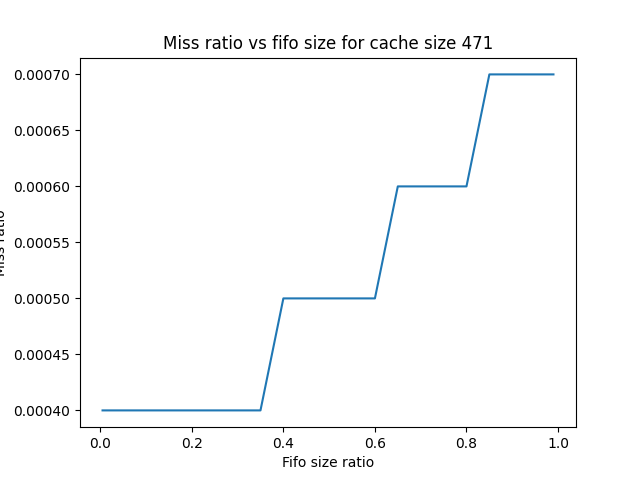 Miss ratio vs fifo size for cache size 471
0.00070
0.00065
0.00060
0.00055
0.00050
0.00045
0.00040
Miss ratio
0.0 0.2 0.4 0.6 0.8 1.0
Fifo size ratio